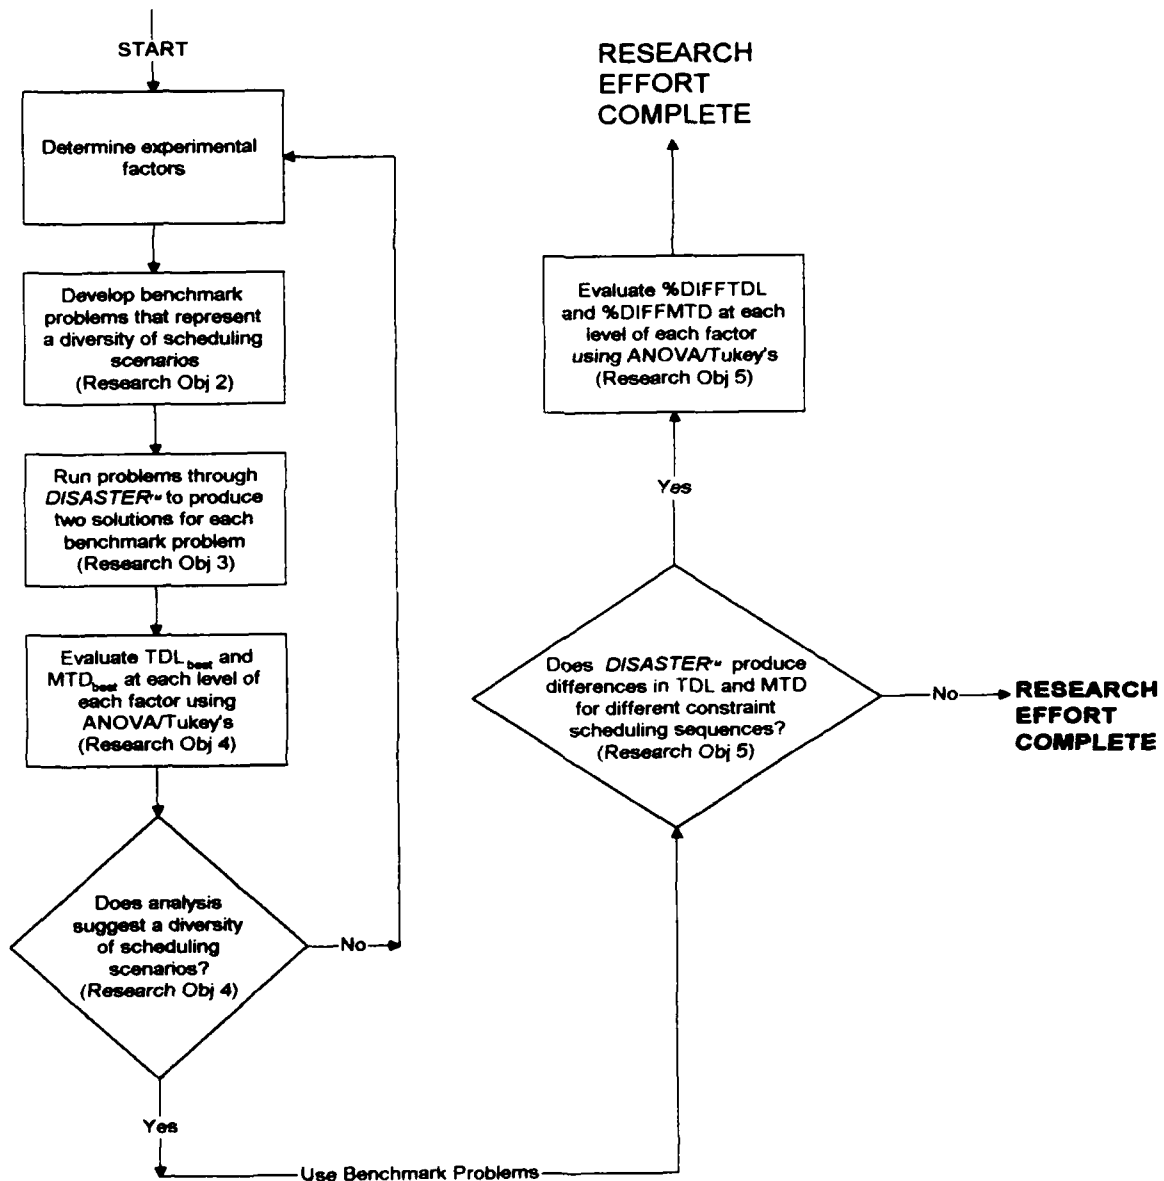 START
Determine experimental
factors
Develop benchmark
problems that represent
a diversity of scheduling
scenarios
(Research Obj 2)
Run problems through
DISASTER™ to produce
two solutions for each
benchmark problem
(Research Obj 3)
Evaluate TDLbest and
MTDbest at each level of
each factor using
ANOVA/Tukey's
(Research Obj 4)
Does analysis
suggest a diversity
of scheduling
scenarios?
(Research Obj 4)
No
Yes
Use Benchmark Problems
Does DISASTER™ produce
differences in TDL and MTD
for different constraint
scheduling sequences?
(Research Obj 5)
No
RESEARCH
EFFORT
COMPLETE
Yes
Evaluate %DIFFTDL
and %DIFFMTD at each
level of each factor
using ANOVA/Tukey's
(Research Obj 5)
RESEARCH
EFFORT
COMPLETE